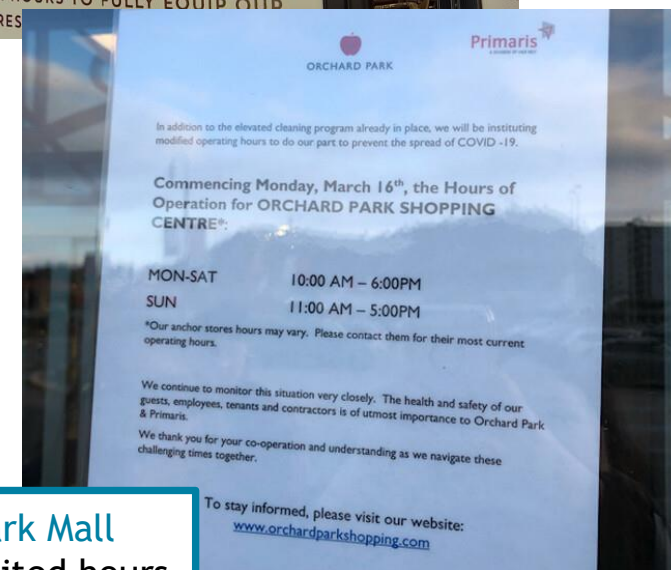 HOURS TO FULLY EQUIP OUR
RES
ORCHARD PARK
Primaris
In addition to the elevated cleaning program already in place, we will be instituting
modified operating hours to do our part to prevent the spread of COVID -19.
Commencing Monday, March 16th, the Hours of
Operation for ORCHARD PARK SHOPPING
CENTRE*:
MON-SAT 10:00 AM – 6:00PM
SUN 11:00 AM – 5:00PM
*Our anchor stores hours may vary. Please contact them for their most current
operating hours.
We continue to monitor this situation very closely. The health and safety of our
guests, employees, tenants and contractors is of utmost importance to Orchard Park
& Primaris.
We thank you for your co-operation and understanding as we navigate these
challenging times together.
To stay informed, please visit our website:
www.orchardparkshopping.com
rk Mall
ited hours